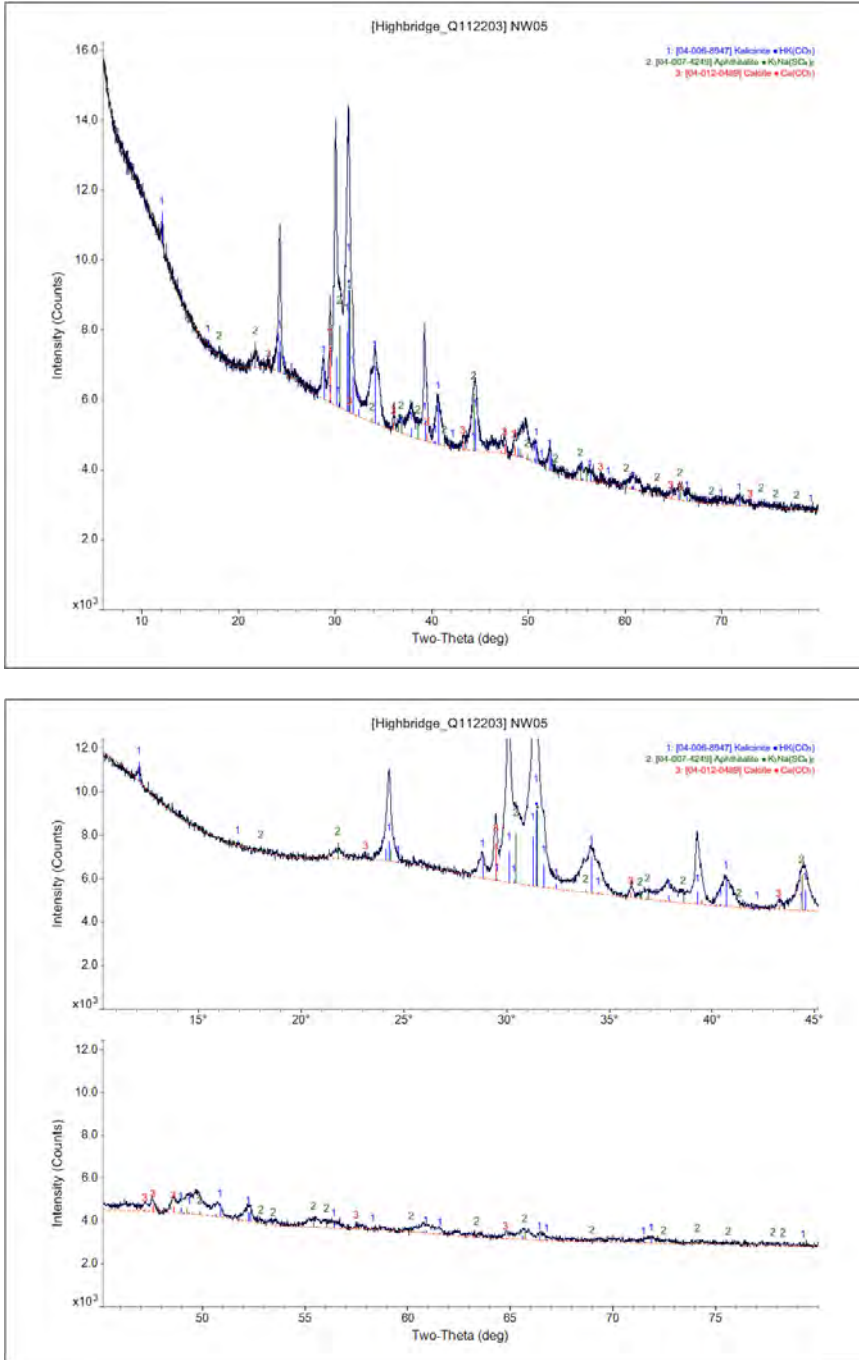 [Highbridge_Q112203] NW05
1: [04-006-8947] Kalicinite ● HK(CO₃)
2: [04-007-4249] Aphthitalite ● K₃Na(SO₄)₂
3: [04-012-0489] Calcite ● Ca(CO₃)
Intensity (Counts)
16.0
14.0
12.0
10.0
8.0
6.0
4.0
2.0
x10³
10 20 30 40 50 60 70
Two-Theta (deg)
[Highbridge_Q112203] NW05
1: [04-006-8947] Kalicinite ● HK(CO₃)
2: [04-007-4249] Aphthitalite ● K₃Na(SO₄)₂
3: [04-012-0489] Calcite ● Ca(CO₃)
Intensity (Counts)
12.0
10.0
8.0
6.0
4.0
2.0
x10³
15° 20° 25° 30° 35° 40° 45°
Intensity (Counts)
12.0
10.0
8.0
6.0
4.0
2.0
x10³
50 55 60 65 70 75
Two-Theta (deg)